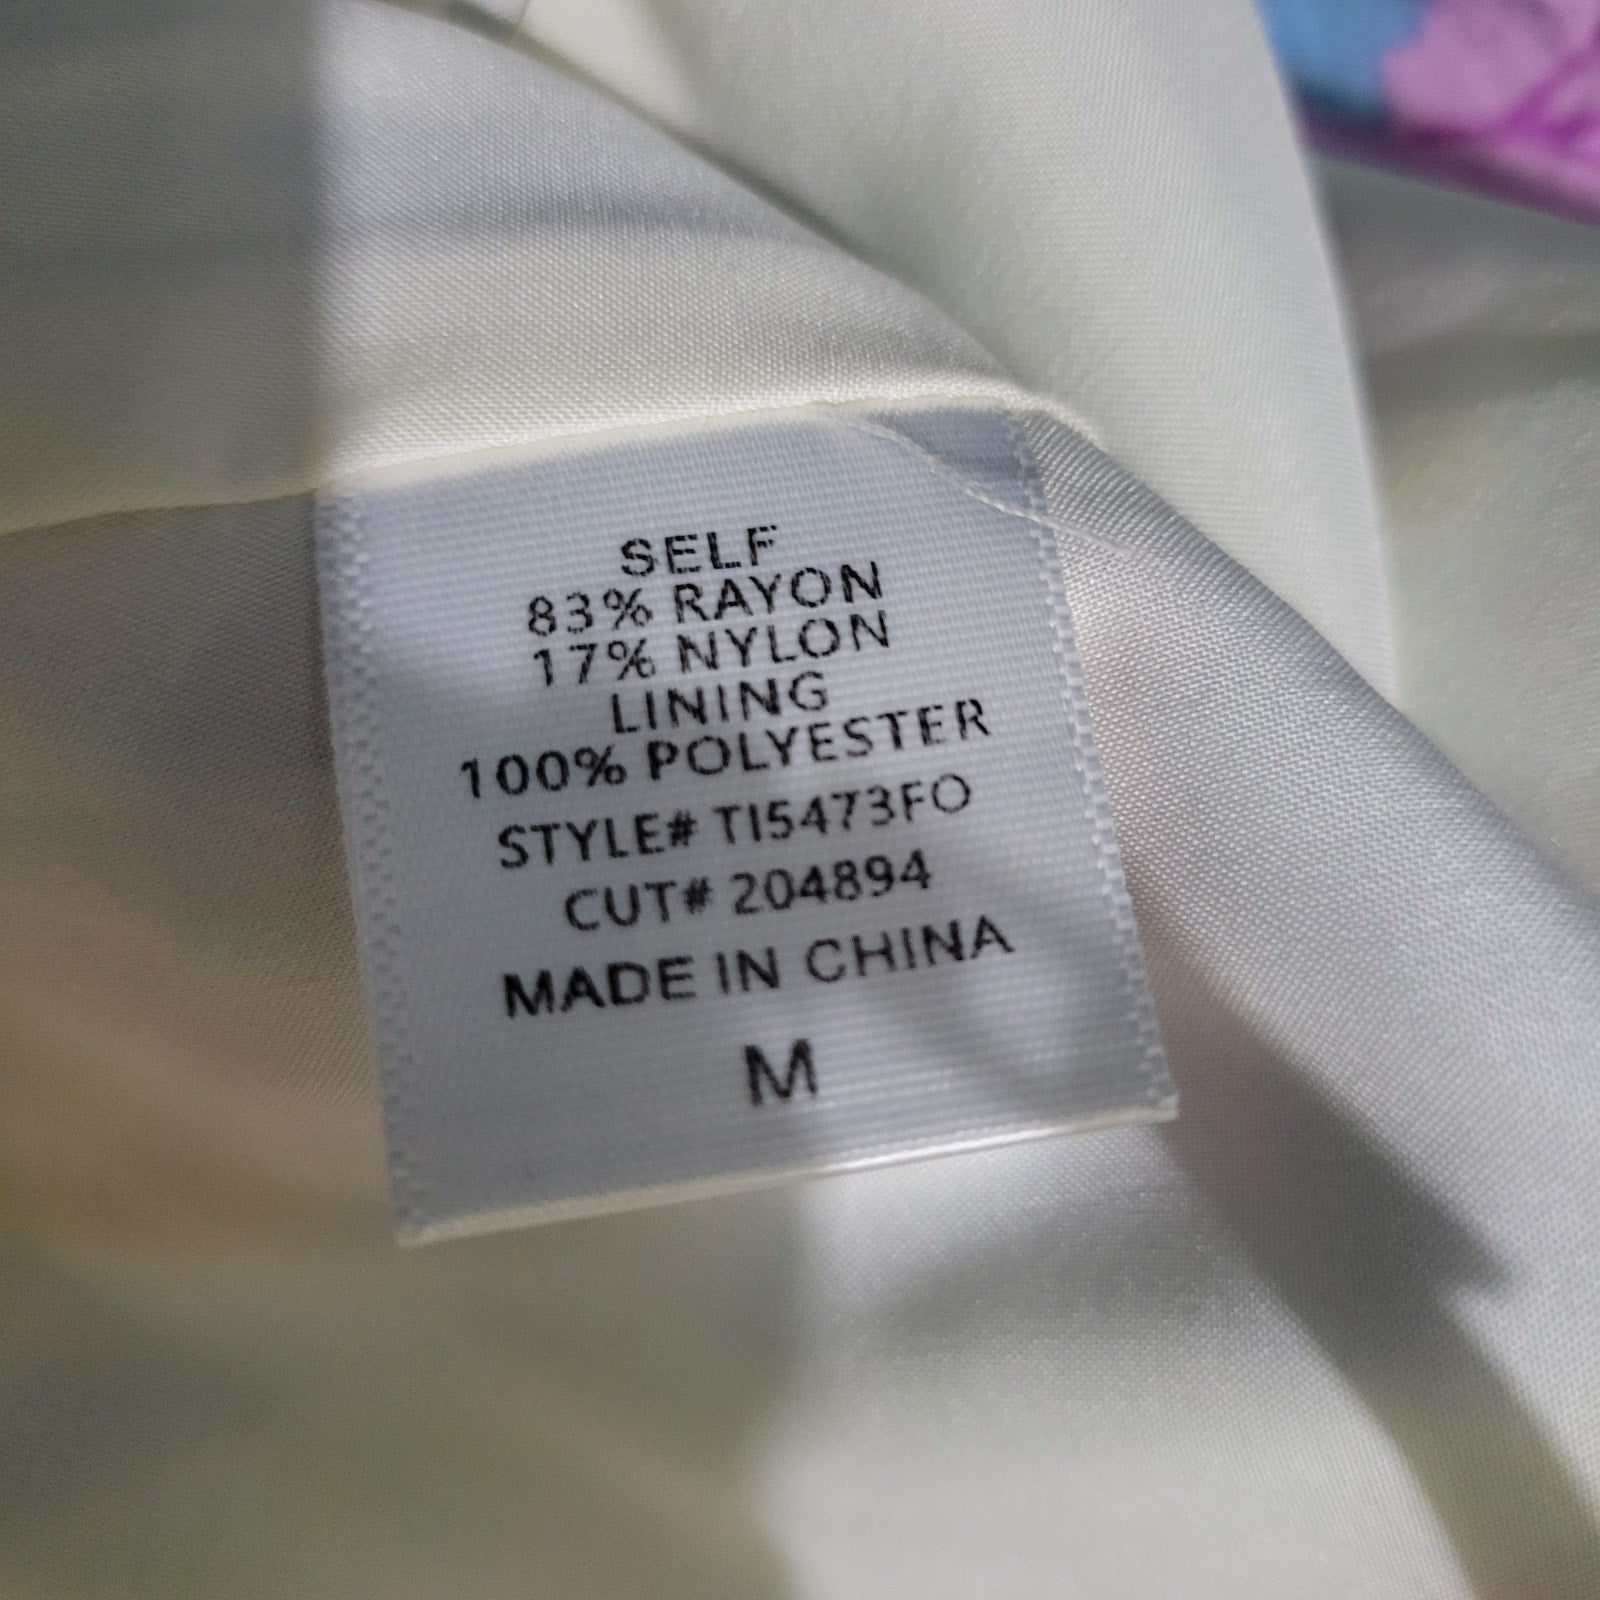 SELF
83% RAYON
17% NYLON
LINING
100% POLYESTER
STYLE# TI5473FO
CUT# 204894
MADE IN CHINA
M